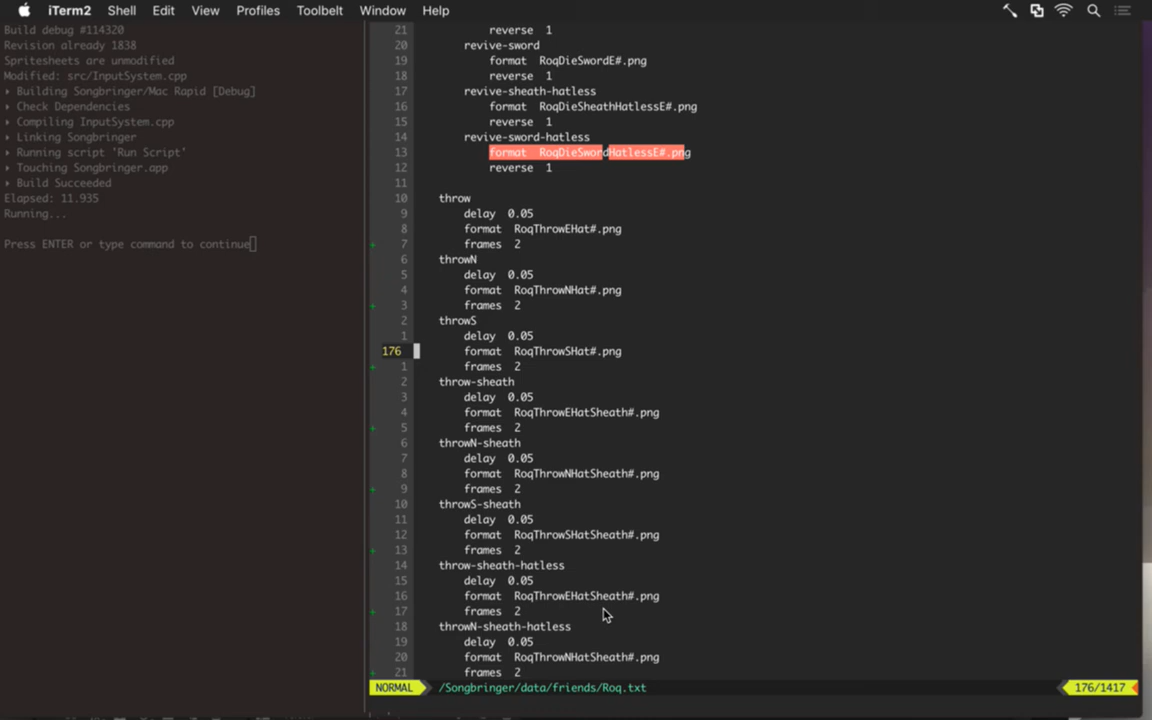 iTerm2 Shell Edit View Profiles Toolbelt Window Help
Build debug #114320
Revision already 1838
Spritesheets are unmodified
Modified: src/InputSystem.cpp
▸ Building Songbringer/Mac Rapid [Debug]
▸ Check Dependencies
▸ Compiling InputSystem.cpp
▸ Linking Songbringer
▸ Running script 'Run Script'
▸ Touching Songbringer.app
▸ Build Succeeded
Elapsed: 11.935
Running...
Press ENTER or type command to continue
21 reverse 1
20 revive-sword
19 format RoqDieSwordE#.png
18 reverse 1
17 revive-sheath-hatless
16 format RoqDieSheathHatlessE#.png
15 reverse 1
14 revive-sword-hatless
13 format RoqDieSwordHatlessE#.png
12 reverse 1
11
10 throw
9 delay 0.05
8 format RoqThrowEHat#.png
+ 7 frames 2
6 throwN
5 delay 0.05
4 format RoqThrowNHat#.png
+ 3 frames 2
2 throwS
1 delay 0.05
176 format RoqThrowSHat#.png
+ 1 frames 2
2 throw-sheath
3 delay 0.05
4 format RoqThrowEHatSheath#.png
+ 5 frames 2
6 throwN-sheath
7 delay 0.05
8 format RoqThrowNHatSheath#.png
+ 9 frames 2
10 throwS-sheath
11 delay 0.05
12 format RoqThrowSHatSheath#.png
+ 13 frames 2
14 throw-sheath-hatless
15 delay 0.05
16 format RoqThrowEHatSheath#.png
+ 17 frames 2
18 throwN-sheath-hatless
19 delay 0.05
20 format RoqThrowNHatSheath#.png
+ 21 frames 2
NORMAL /Songbringer/data/friends/Roq.txt 176/1417